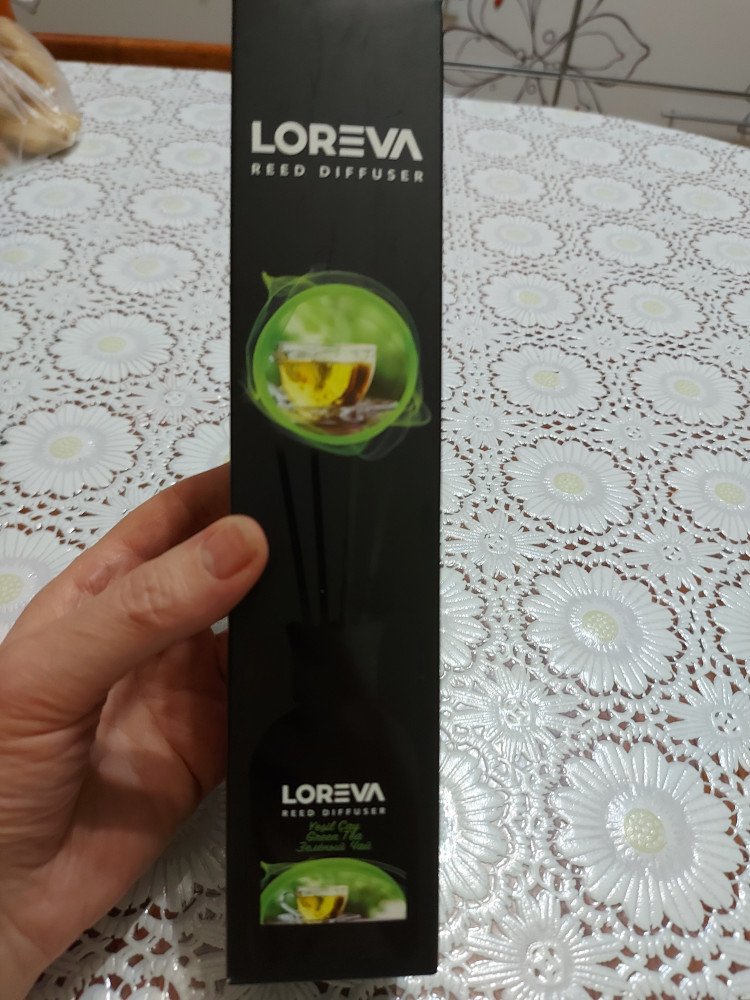 LOREVA
REED DIFFUSER
LOREVA
REED DIFFUSER
Yeşil Çay
Green Tea
Зелёный Чай